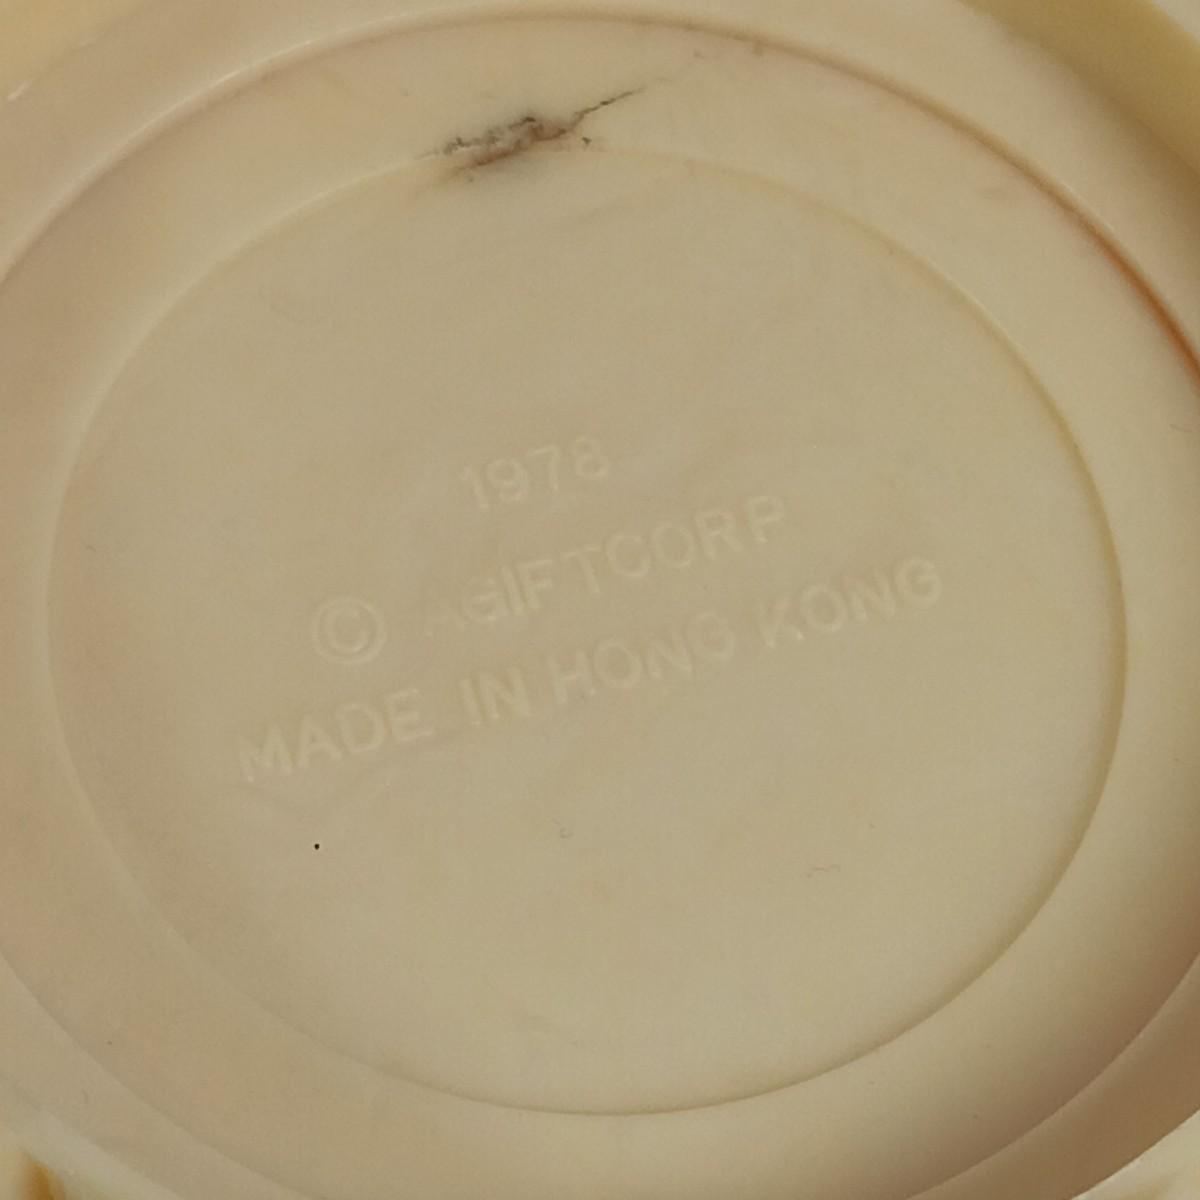 1978
© AGIFTCORP
MADE IN HONG KONG